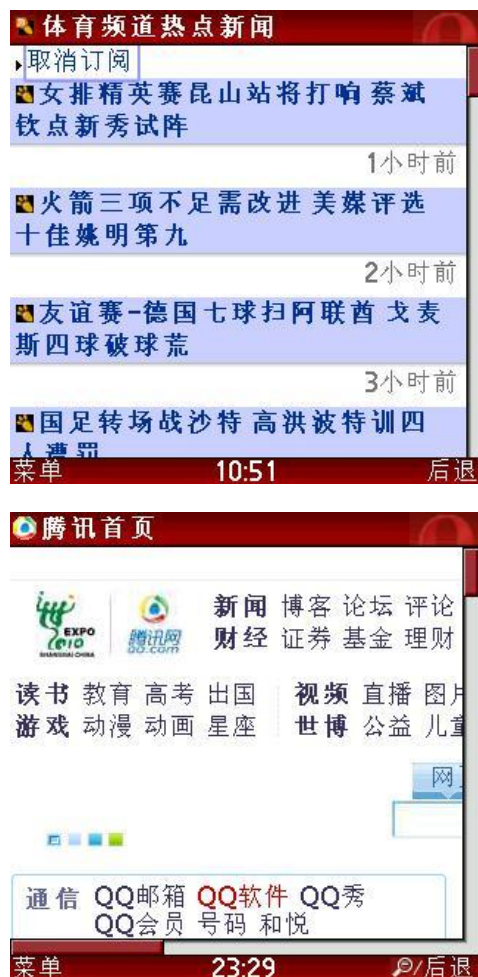 体育频道热点新闻
取消订阅
女排精英赛昆山站将打响 蔡斌
钦点新秀试阵
1小时前
火箭三项不足需改进 美媒评选
十佳姚明第九
2小时前
友谊赛-德国七球扫阿联酋 戈麦
斯四球破球荒
3小时前
国足转场战沙特 高洪波特训四
人遭罚
菜单 10:51 后退
腾讯首页
EXPO
2010
SHANGHAI CHINA
腾讯网
QQ.com
新闻 博客 论坛 评论
财经 证券 基金 理财
读书 教育 高考 出国 视频 直播 图片
游戏 动漫 动画 星座 世博 公益 儿童
网
通信 QQ邮箱 QQ软件 QQ秀
QQ会员 号码 和悦
菜单 23:29 后退